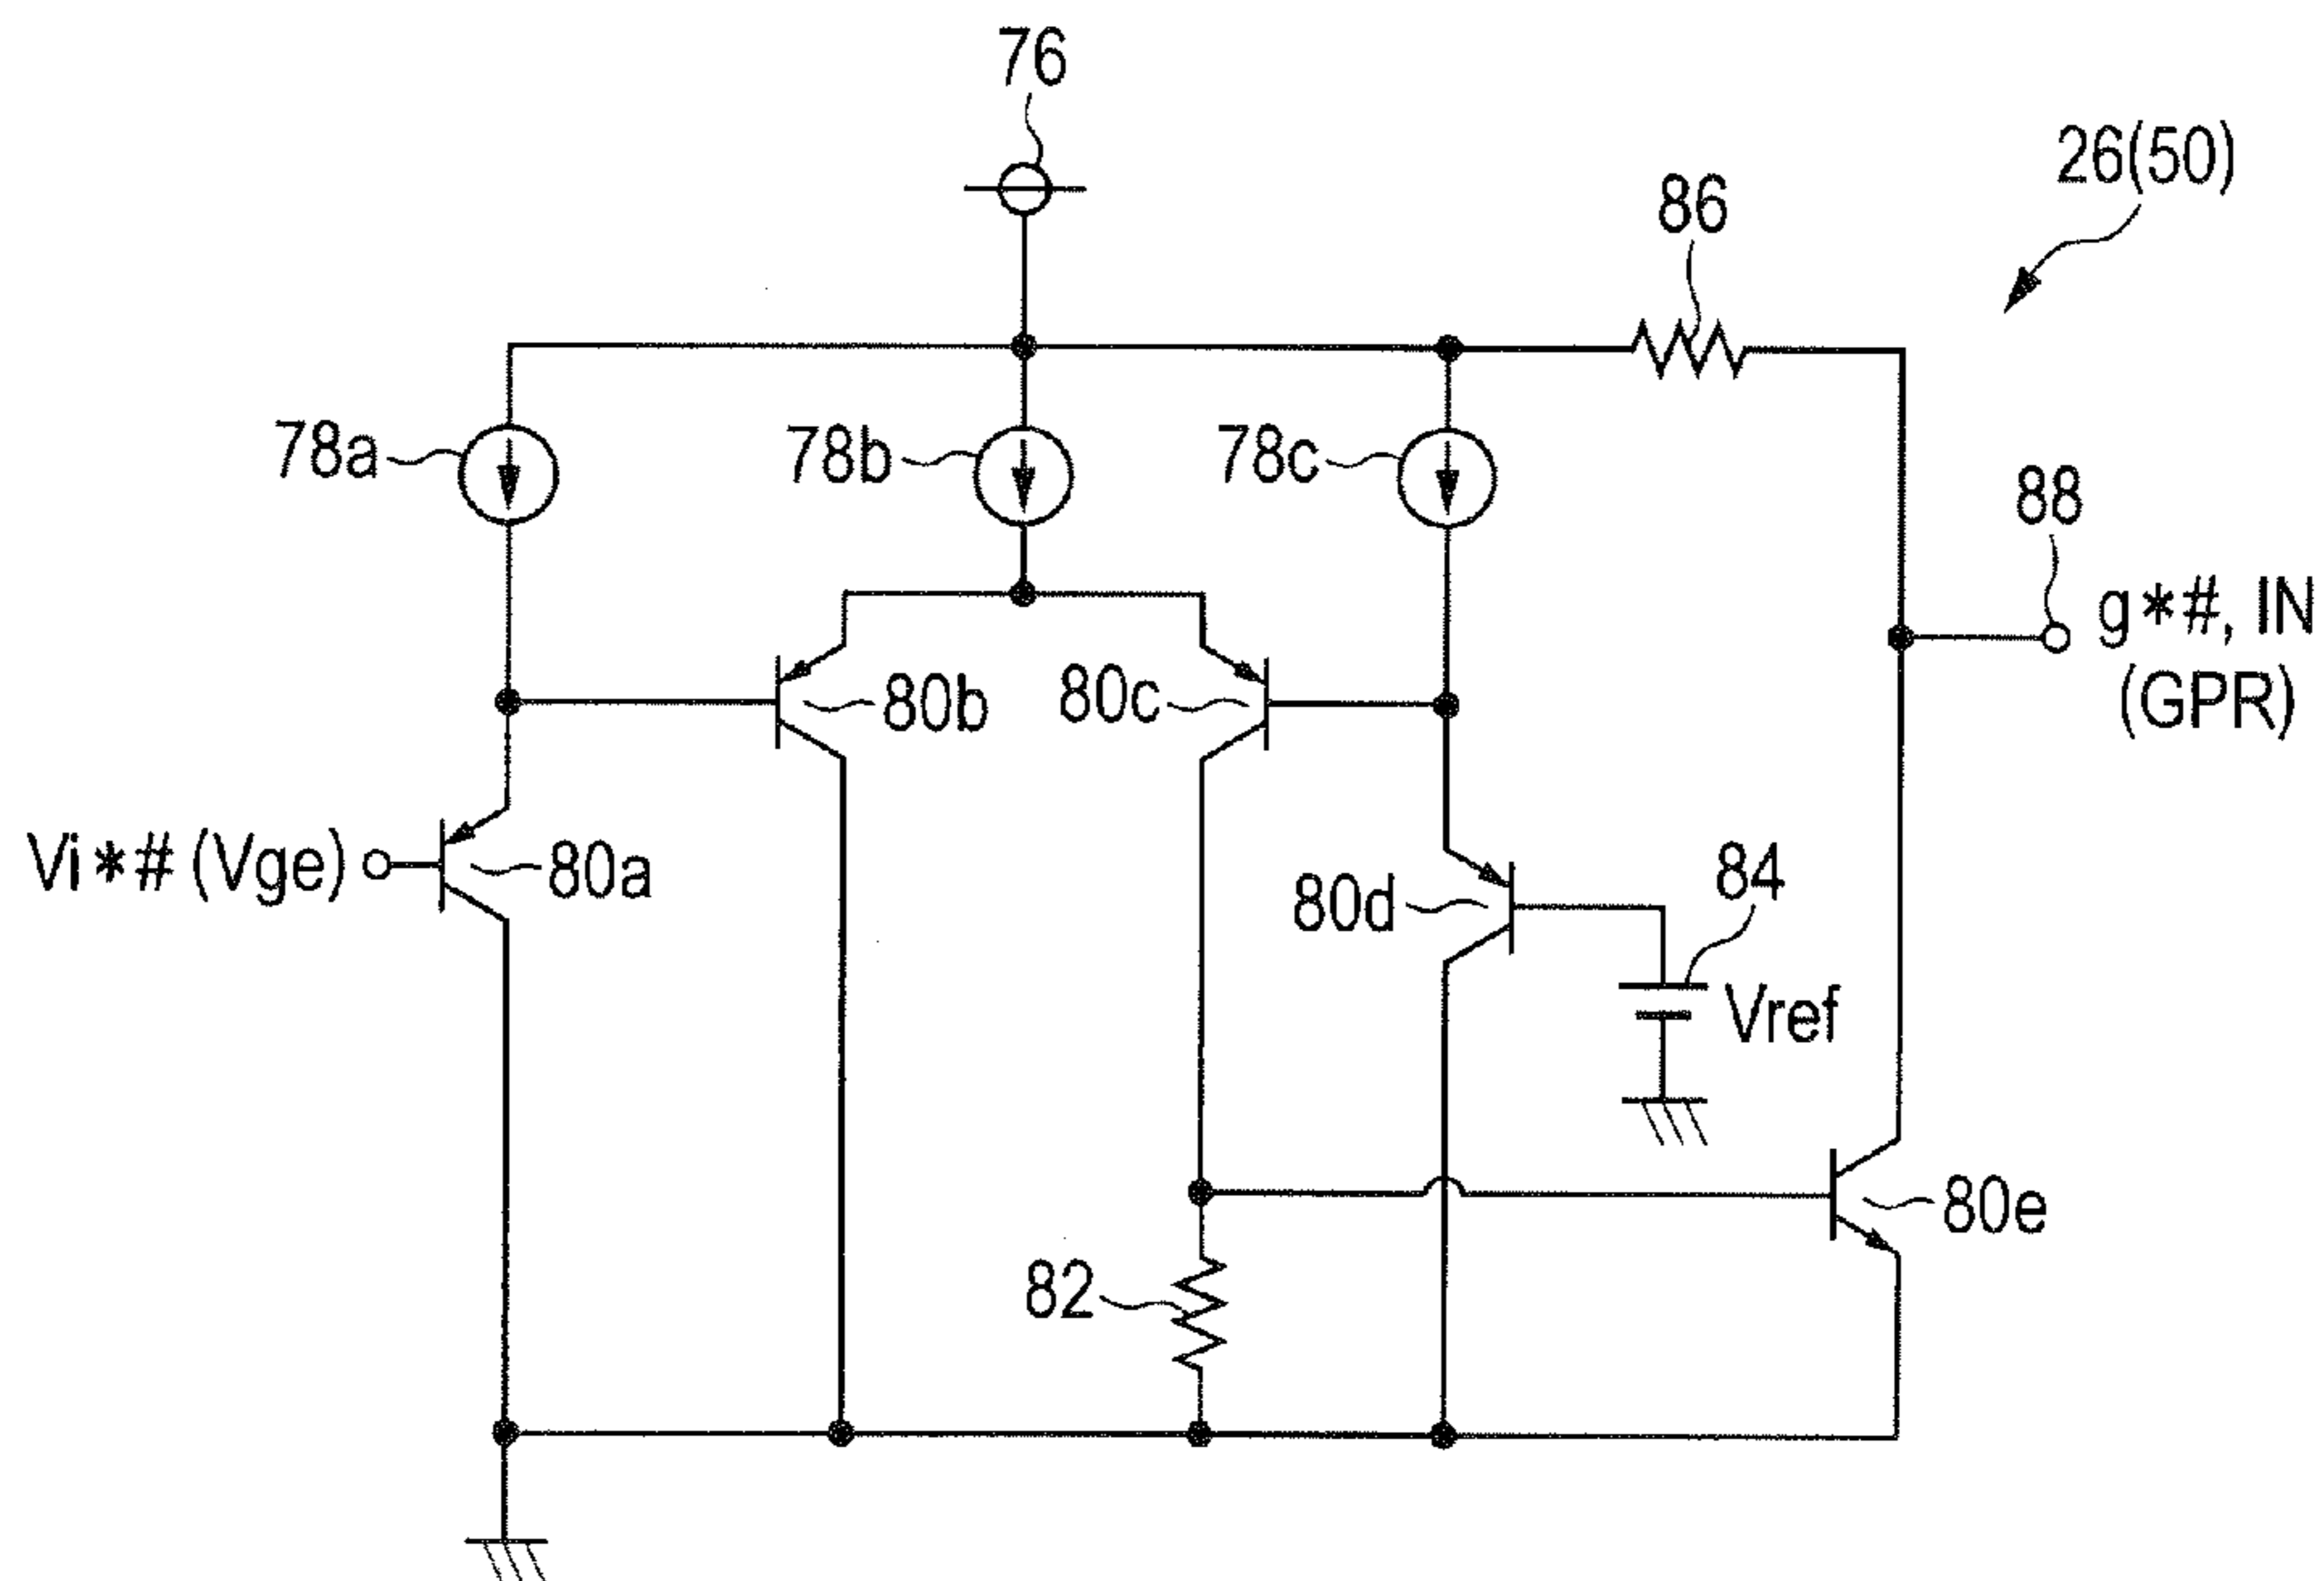 76
26(50)
86
78a
78b
78c
88
g*#, IN
(GPR)
80b
80c
Vi*# (Vge)
80a
80d
84
Vref
80e
82